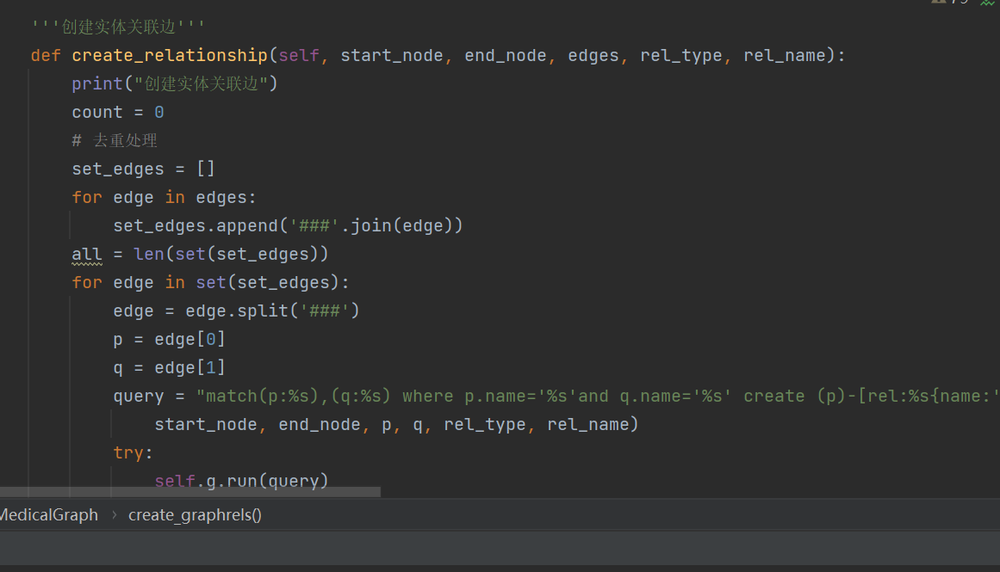 '''创建实体关联边'''
def create_relationship(self, start_node, end_node, edges, rel_type, rel_name):
print("创建实体关联边")
count = 0
# 去重处理
set_edges = []
for edge in edges:
set_edges.append('###'.join(edge))
all = len(set(set_edges))
for edge in set(set_edges):
edge = edge.split('###')
p = edge[0]
q = edge[1]
query = "match(p:%s),(q:%s) where p.name='%s'and q.name='%s' create (p)-[rel:%s{name:'
start_node, end_node, p, q, rel_type, rel_name)
try:
self.g.run(query)
MedicalGraph › create_graphrels()